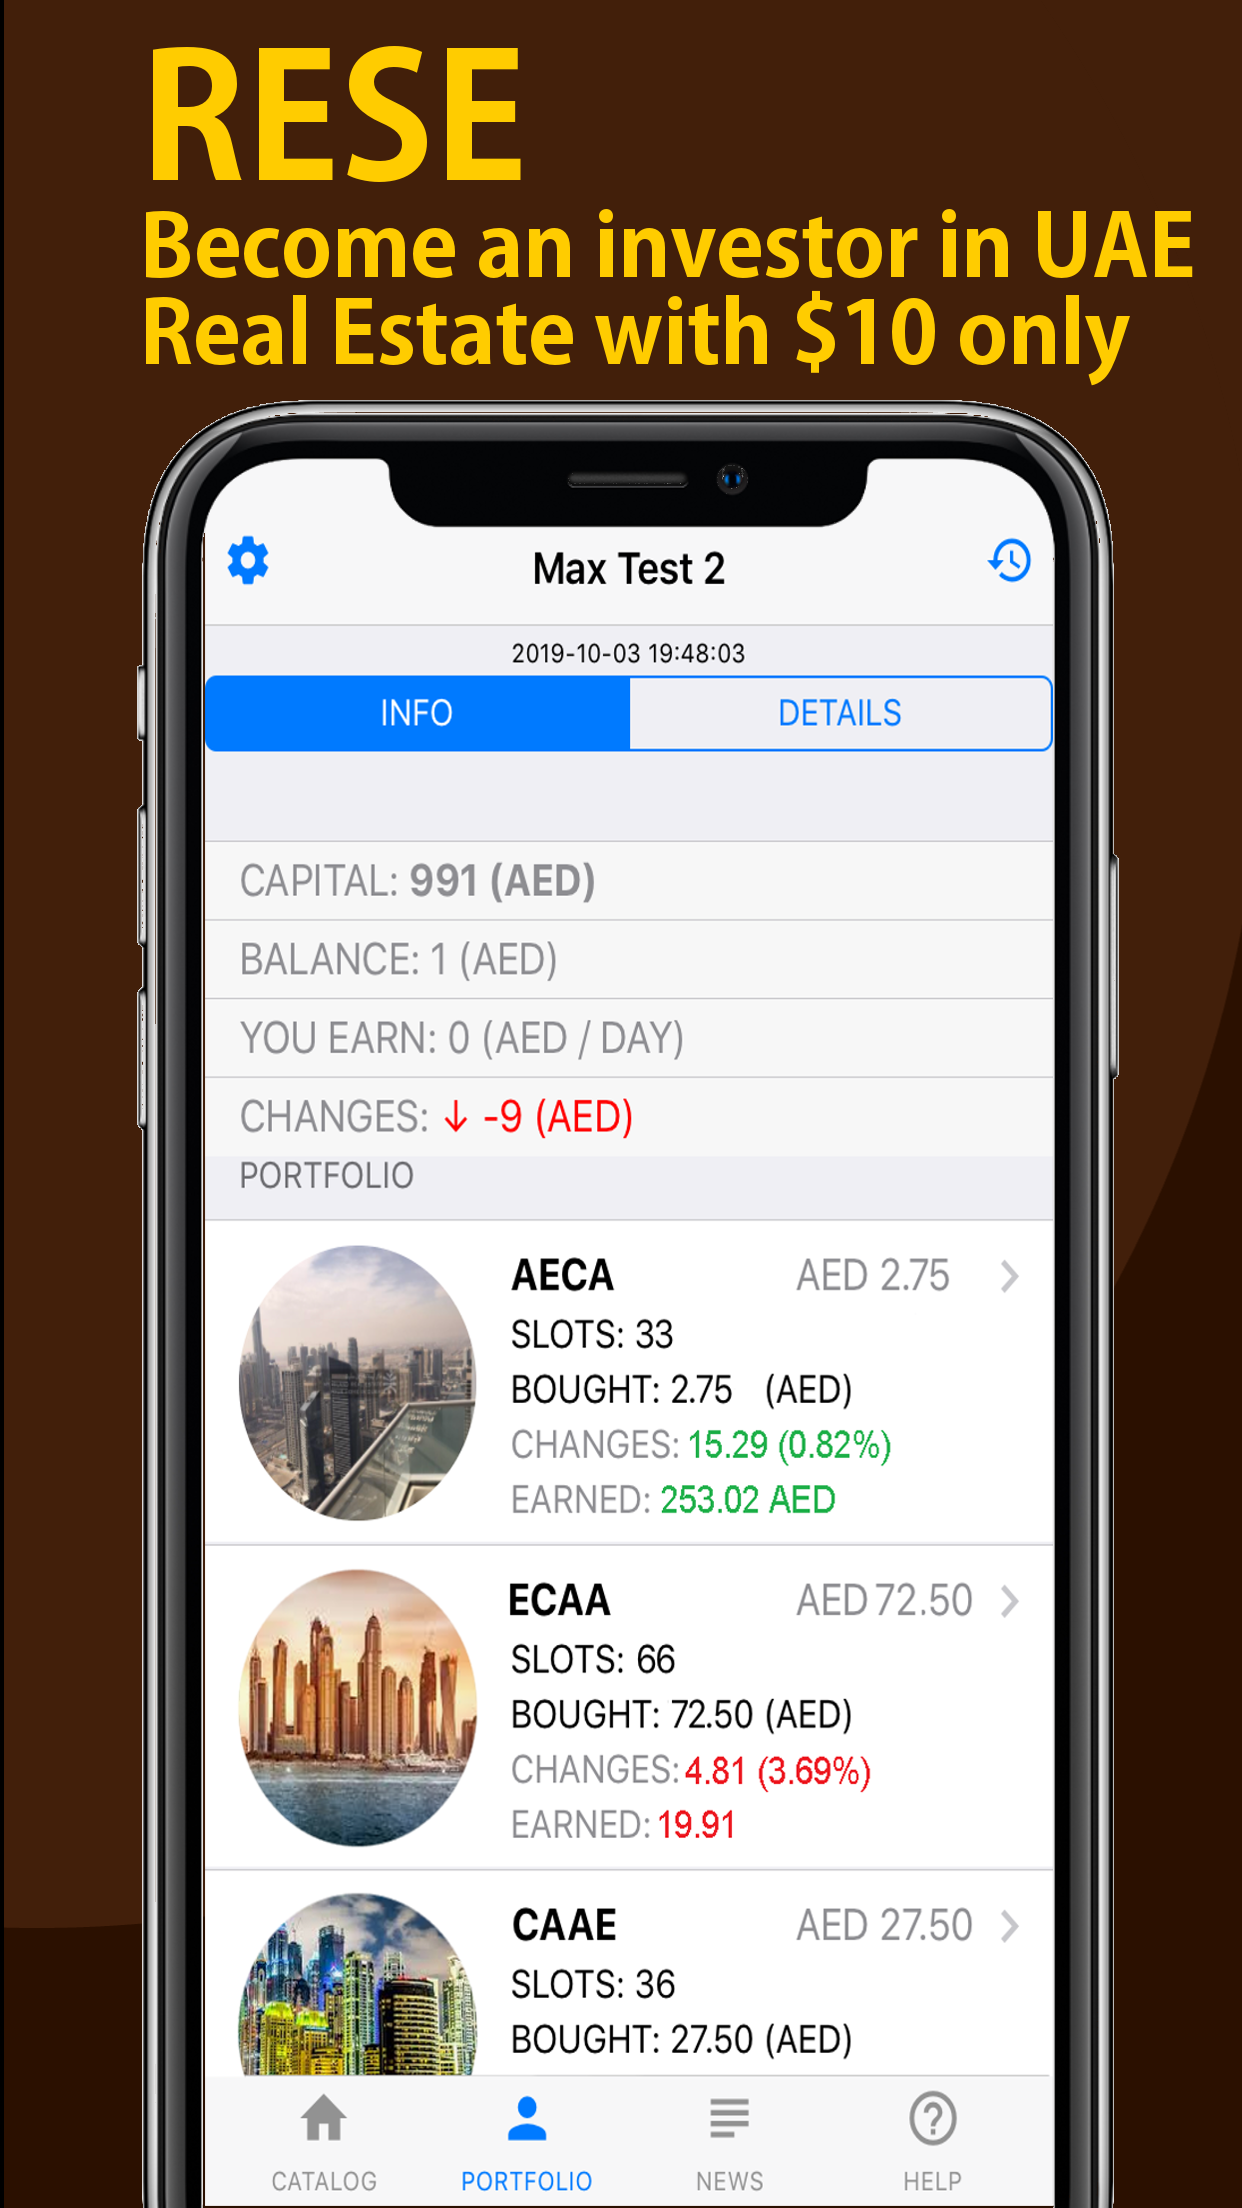 RESE
Become an investor in UAE
Real Estate with $10 only
Max Test 2
2019-10-03 19:48:03
INFO DETAILS
CAPITAL: 991 (AED)
BALANCE: 1 (AED)
YOU EARN: 0 (AED / DAY)
CHANGES: ↓ -9 (AED)
PORTFOLIO
AECA AED 2.75
SLOTS: 33
BOUGHT: 2.75 (AED)
CHANGES: 15.29 (0.82%)
EARNED: 253.02 AED
ECAA AED 72.50
SLOTS: 66
BOUGHT: 72.50 (AED)
CHANGES: 4.81 (3.69%)
EARNED: 19.91
CAAE AED 27.50
SLOTS: 36
BOUGHT: 27.50 (AED)
CATALOG PORTFOLIO NEWS HELP